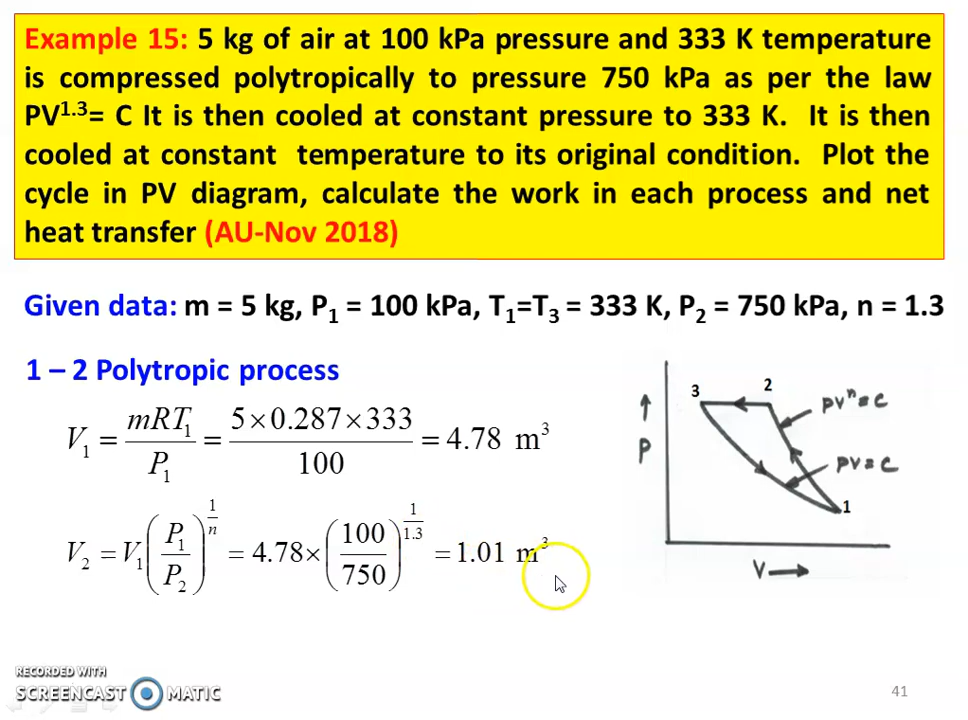 Example 15: 5 kg of air at 100 kPa pressure and 333 K temperature
is compressed polytropically to pressure 750 kPa as per the law
PV^1.3= C It is then cooled at constant pressure to 333 K. It is then
cooled at constant temperature to its original condition. Plot the
cycle in PV diagram, calculate the work in each process and net
heat transfer (AU-Nov 2018)
Given data: m = 5 kg, P₁ = 100 kPa, T₁=T₃ = 333 K, P₂ = 750 kPa, n = 1.3
1 – 2 Polytropic process
V₁ = mRT₁/P₁ = 5×0.287×333/100 = 4.78 m³
V₂ = V₁(P₁/P₂)^(1/n) = 4.78×(100/750)^(1/1.3) = 1.01 m³
3
2
PVⁿ=C
P
PV=C
1
V
RECORDED WITH
SCREENCAST MATIC
41